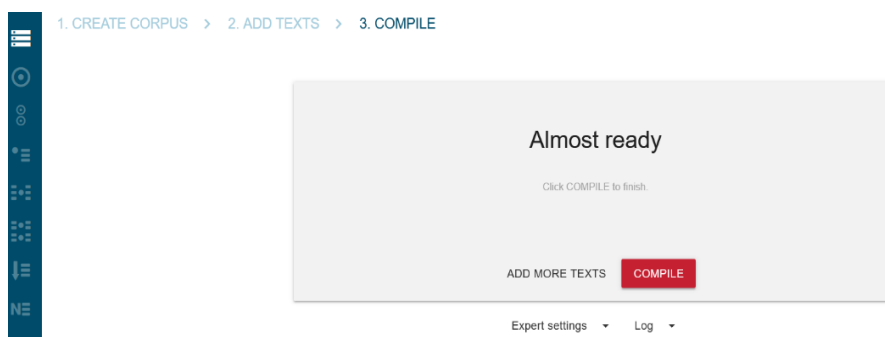 1. CREATE CORPUS > 2. ADD TEXTS > 3. COMPILE
Almost ready
Click COMPILE to finish.
ADD MORE TEXTS COMPILE
Expert settings Log
N